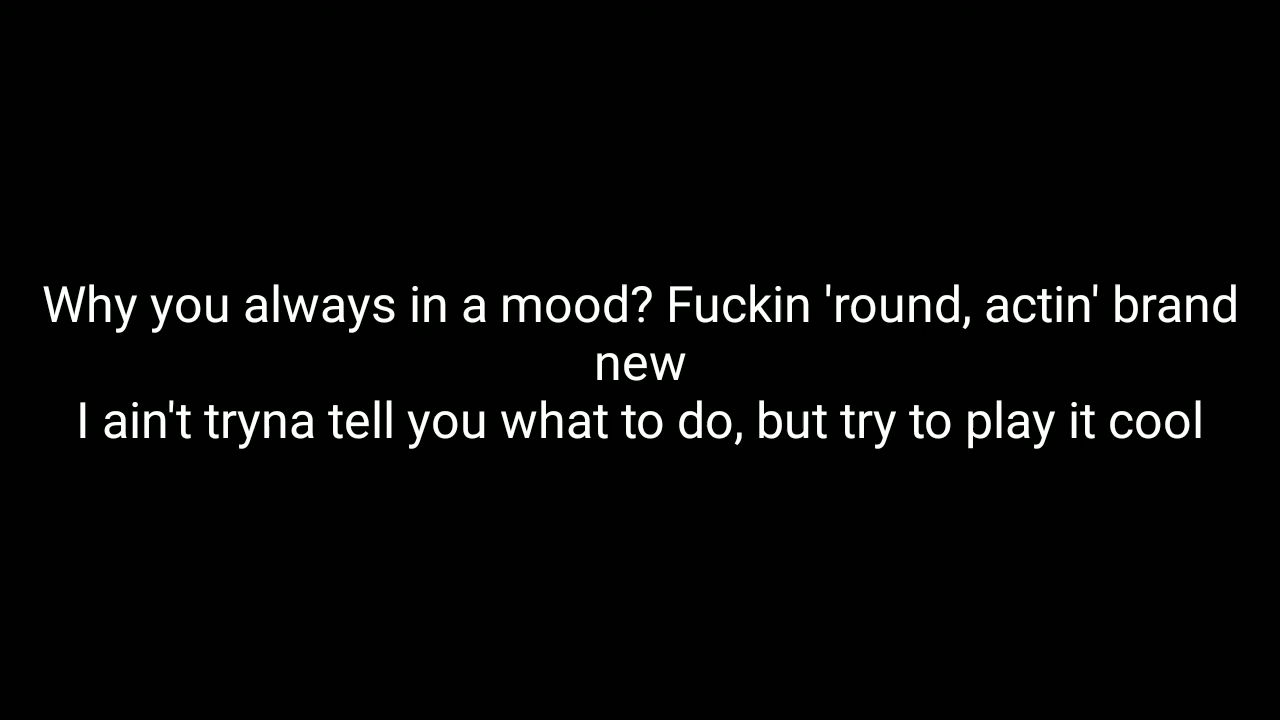 Why you always in a mood? Fuckin 'round, actin' brand
new
I ain't tryna tell you what to do, but try to play it cool